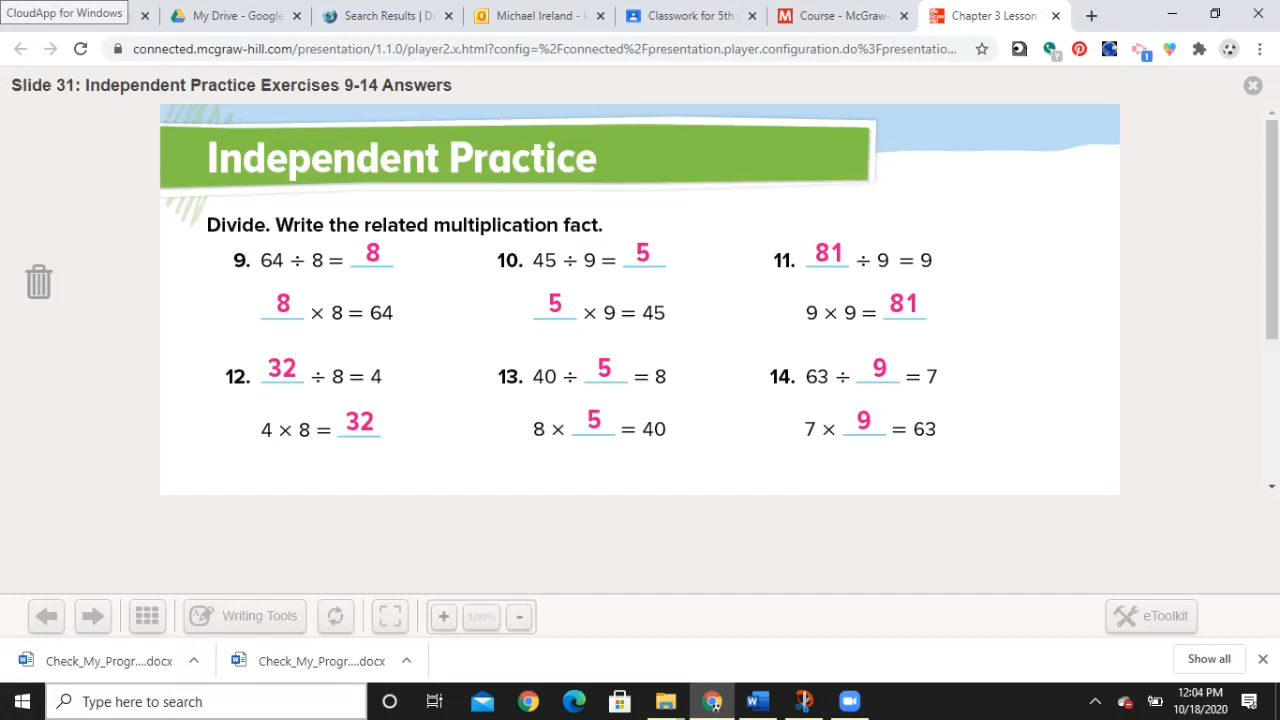 CloudApp for Windows
My Drive - Google
Search Results | D
Michael Ireland - 
Classwork for 5th
Course - McGraw-
Chapter 3 Lesson
connected.mcgraw-hill.com/presentation/1.1.0/player2.x.html?config=%2Fconnected%2Fpresentation.player.configuration.do%3Fpresentatio...
Slide 31: Independent Practice Exercises 9-14 Answers
Independent Practice
Divide. Write the related multiplication fact.
9. 64 ÷ 8 = 8
10. 45 ÷ 9 = 5
11. 81 ÷ 9 = 9
8 × 8 = 64
5 × 9 = 45
9 × 9 = 81
12. 32 ÷ 8 = 4
13. 40 ÷ 5 = 8
14. 63 ÷ 9 = 7
4 × 8 = 32
8 × 5 = 40
7 × 9 = 63
Writing Tools
+ 100% -
eToolkit
Check_My_Progr....docx
Check_My_Progr....docx
Show all
Type here to search
12:04 PM
10/18/2020